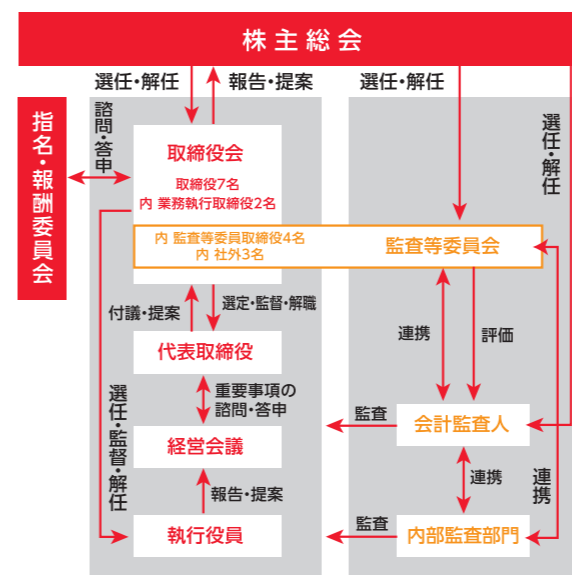 株主総会
選任・解任
報告・提案
選任・解任
選任・解任
指名・報酬委員会
諮問・答申
取締役会
取締役7名
内 業務執行取締役2名
内 監査等委員取締役4名
内 社外3名
監査等委員会
付議・提案
選定・監督・解職
連携
評価
代表取締役
重要事項の
諮問・答申
選任・監督・解任
監査
会計監査人
経営会議
報告・提案
連携
連携
執行役員
監査
内部監査部門